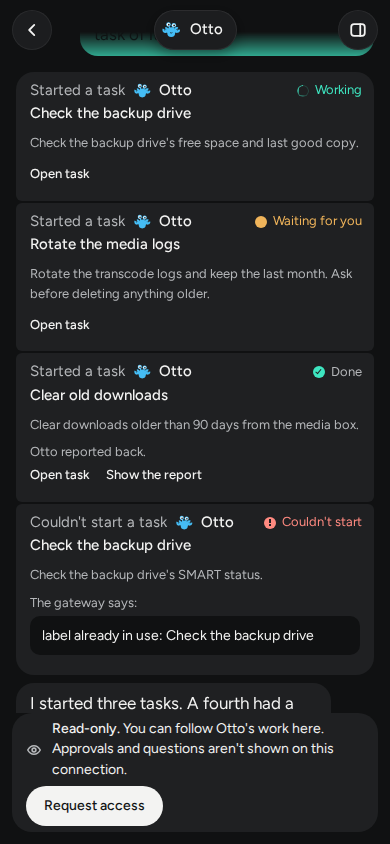 Otto
Started a task Otto Working
Check the backup drive
Check the backup drive's free space and last good copy.
Open task
Started a task Otto Waiting for you
Rotate the media logs
Rotate the transcode logs and keep the last month. Ask
before deleting anything older.
Open task
Started a task Otto Done
Clear old downloads
Clear downloads older than 90 days from the media box.
Otto reported back.
Open task Show the report
Couldn't start a task Otto Couldn't start
Check the backup drive
Check the backup drive's SMART status.
The gateway says:
label already in use: Check the backup drive
I started three tasks. A fourth had a
Read-only. You can follow Otto's work here.
Approvals and questions aren't shown on this
connection.
Request access